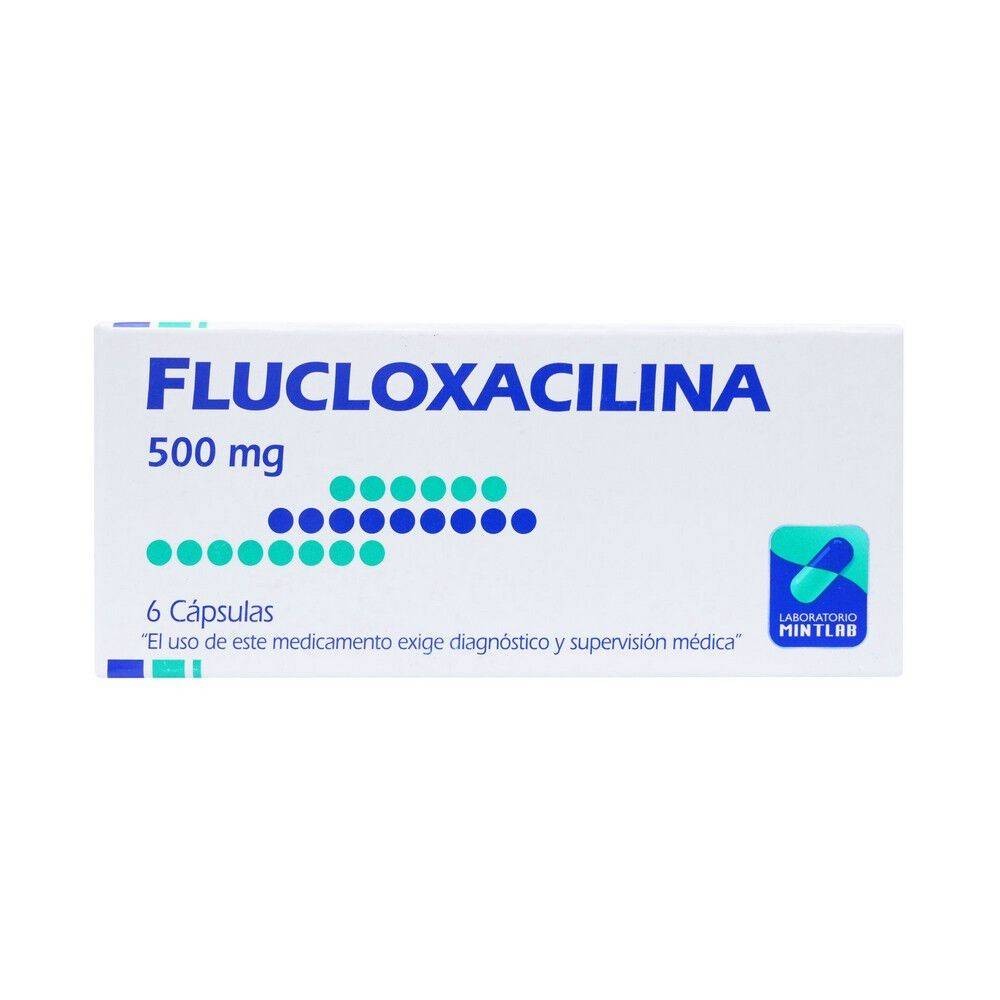 FLUCLOXACILINA
500 mg
6 Cápsulas
"El uso de este medicamento exige diagnóstico y supervisión médica"
LABORATORIO
MINTLAB